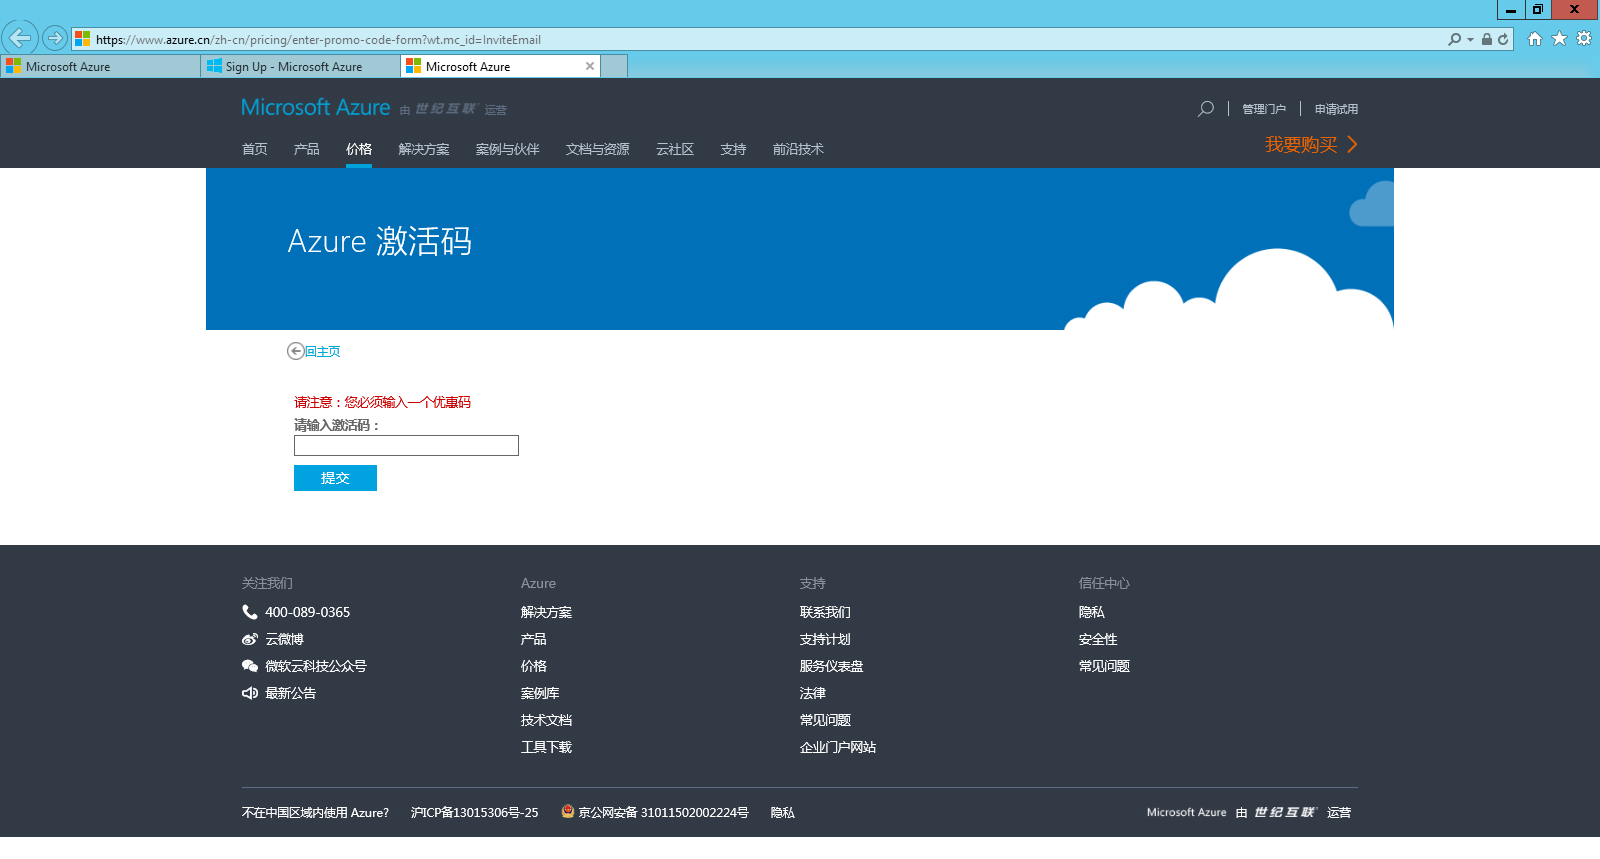 https://www.azure.cn/zh-cn/pricing/enter-promo-code-form?wt.mc_id=InviteEmail
Microsoft Azure
Sign Up - Microsoft Azure
Microsoft Azure
Microsoft Azure 由 世纪互联 运营
管理门户
申请试用
首页 产品 价格 解决方案 案例与伙伴 文档与资源 云社区 支持 前沿技术
我要购买
Azure 激活码
回主页
请注意：您必须输入一个优惠码
请输入激活码：
提交
关注我们
400-089-0365
云微博
微软云科技公众号
最新公告
Azure
解决方案
产品
价格
案例库
技术文档
工具下载
支持
联系我们
支持计划
服务仪表盘
法律
常见问题
企业门户网站
信任中心
隐私
安全性
常见问题
不在中国区域内使用 Azure? 沪ICP备13015306号-25 京公网安备 31011502002224号 隐私
Microsoft Azure 由 世纪互联 运营